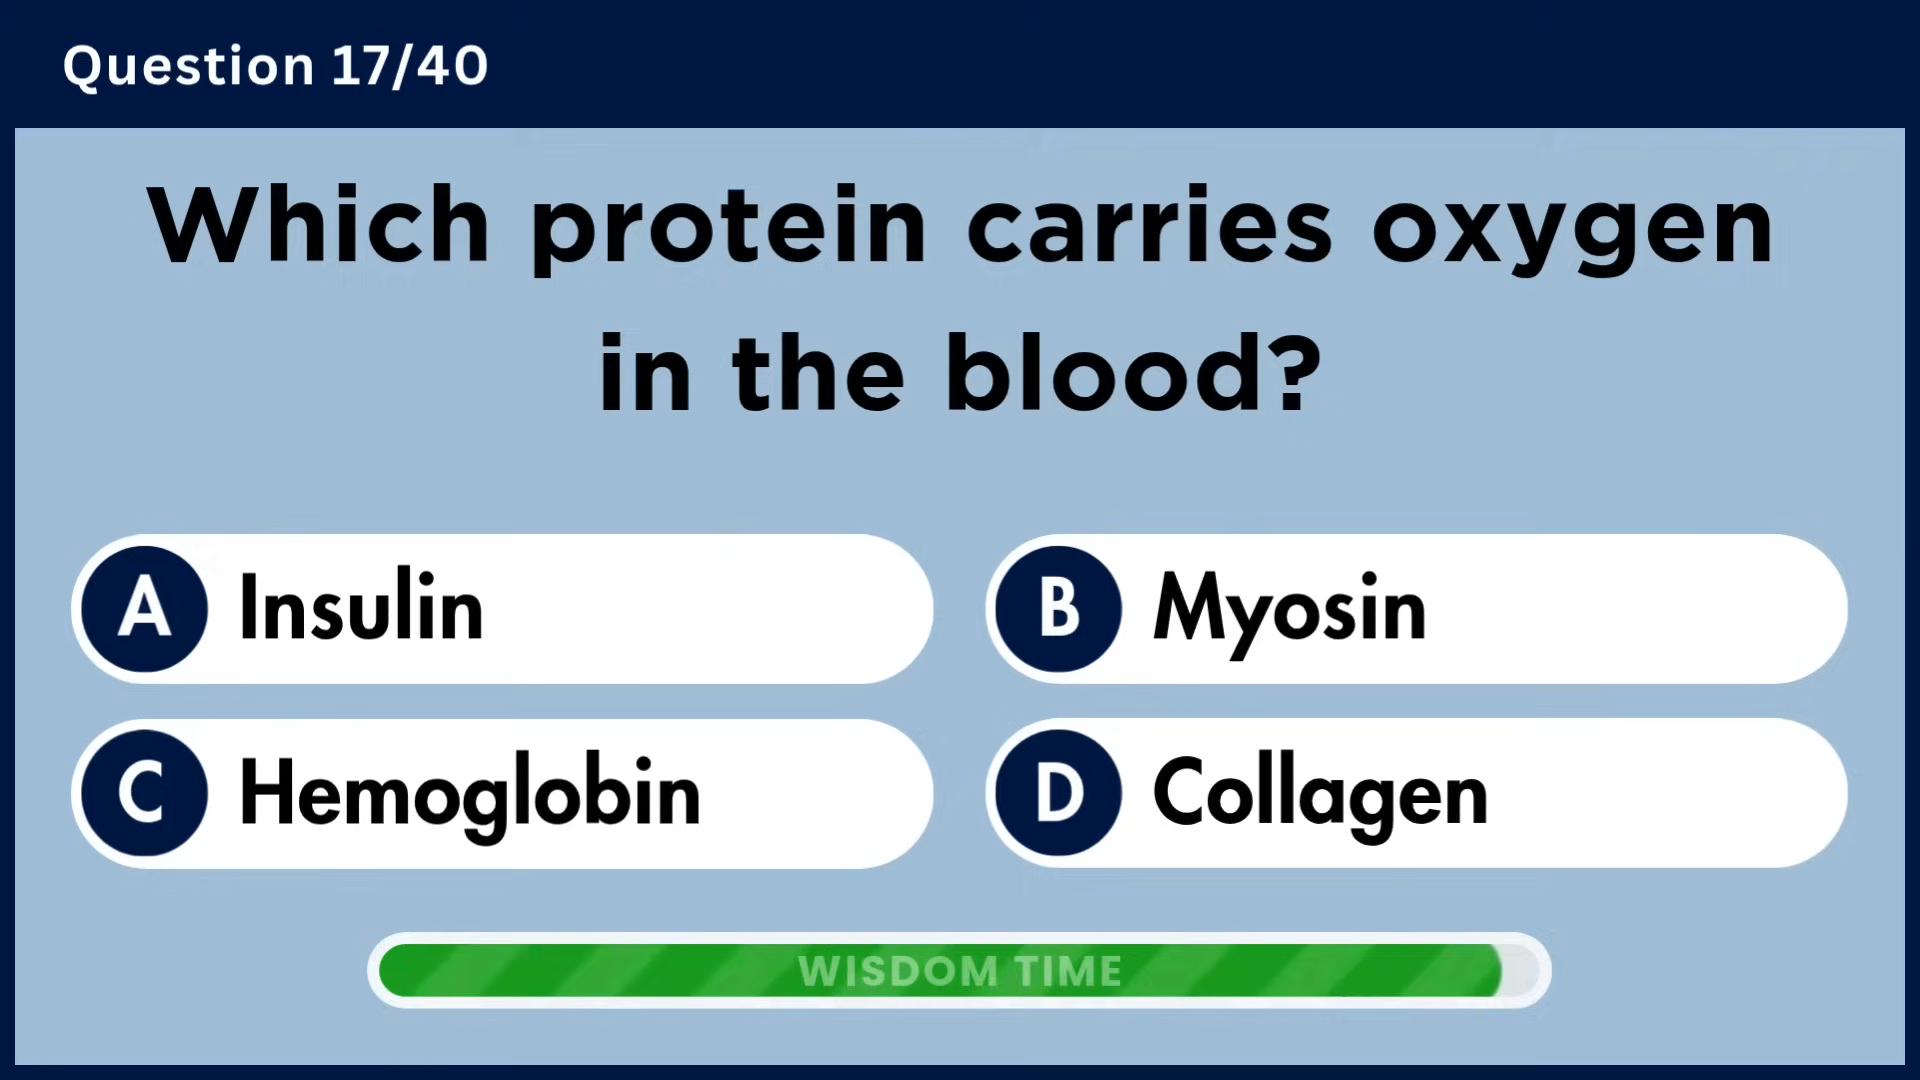 Question 17/40
Which protein carries oxygen
in the blood?
A Insulin
B Myosin
C Hemoglobin
D Collagen
WISDOM TIME